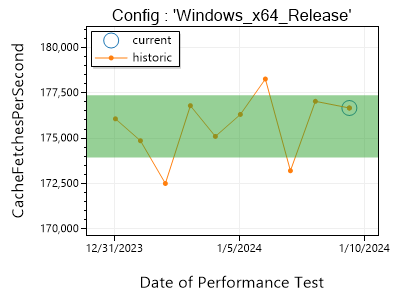 Config : 'Windows_x64_Release'
current
historic
CacheFetchesPerSecond
180,000
177,500
175,000
172,500
170,000
12/31/2023
1/5/2024
1/10/2024
Date of Performance Test